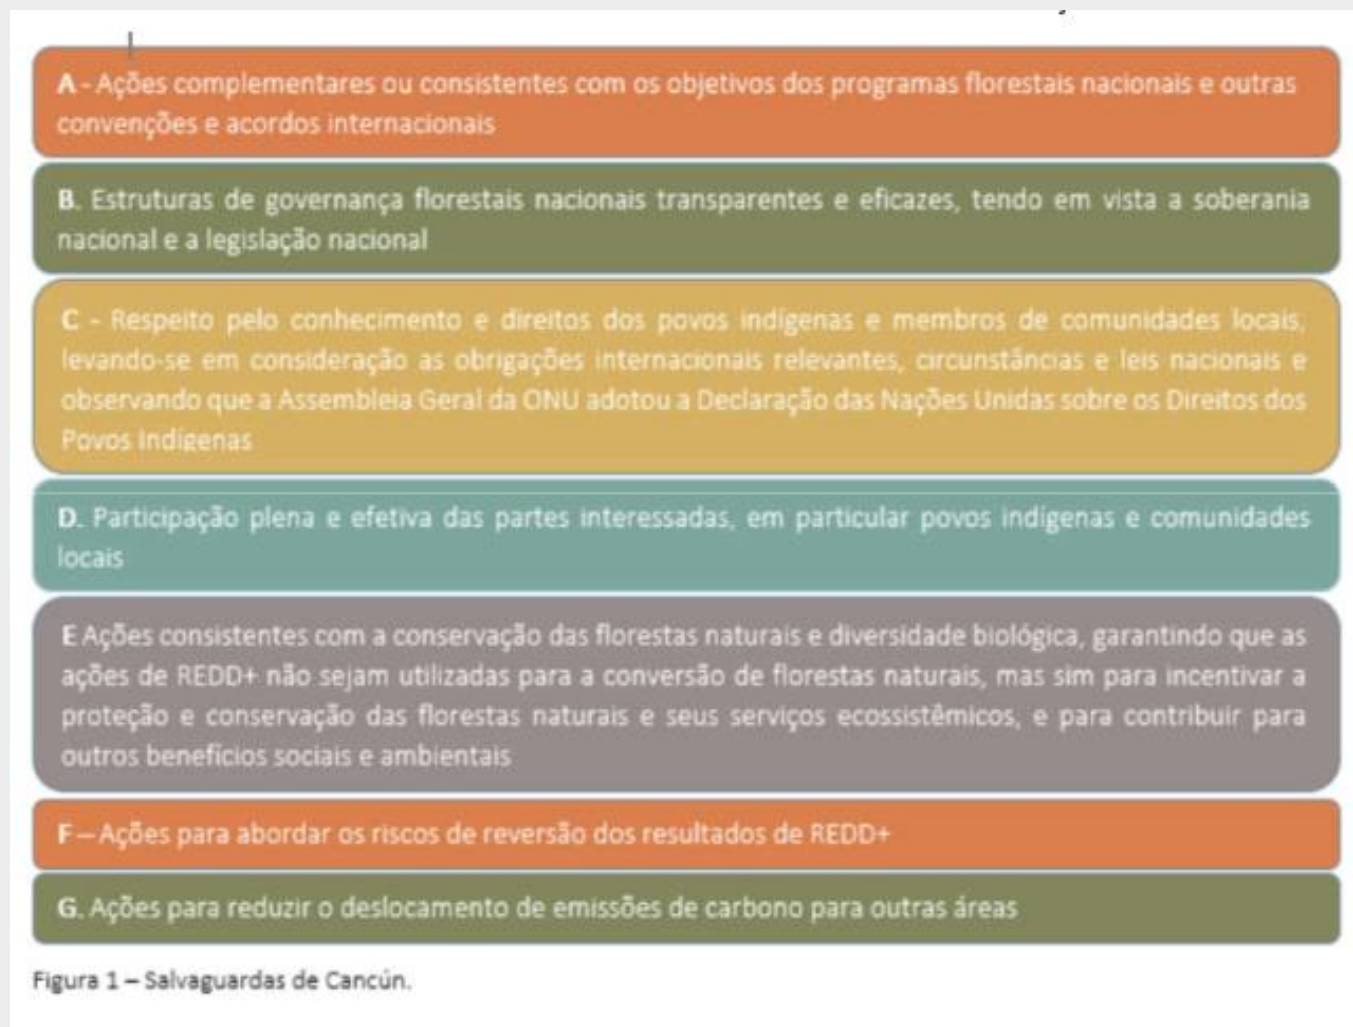 A - Ações complementares ou consistentes com os objetivos dos programas florestais nacionais e outras
convenções e acordos internacionais
B. Estruturas de governança florestais nacionais transparentes e eficazes, tendo em vista a soberania
nacional e a legislação nacional
C - Respeito pelo conhecimento e direitos dos povos indígenas e membros de comunidades locais,
levando-se em consideração as obrigações internacionais relevantes, circunstâncias e leis nacionais e
observando que a Assembleia Geral da ONU adotou a Declaração das Nações Unidas sobre os Direitos dos
Povos Indígenas
D. Participação plena e efetiva das partes interessadas, em particular povos indígenas e comunidades
locais
E Ações consistentes com a conservação das florestas naturais e diversidade biológica, garantindo que as
ações de REDD+ não sejam utilizadas para a conversão de florestas naturais, mas sim para incentivar a
proteção e conservação das florestas naturais e seus serviços ecossistêmicos, e para contribuir para
outros benefícios sociais e ambientais
F – Ações para abordar os riscos de reversão dos resultados de REDD+
G. Ações para reduzir o deslocamento de emissões de carbono para outras áreas
Figura 1 – Salvaguardas de Cancún.